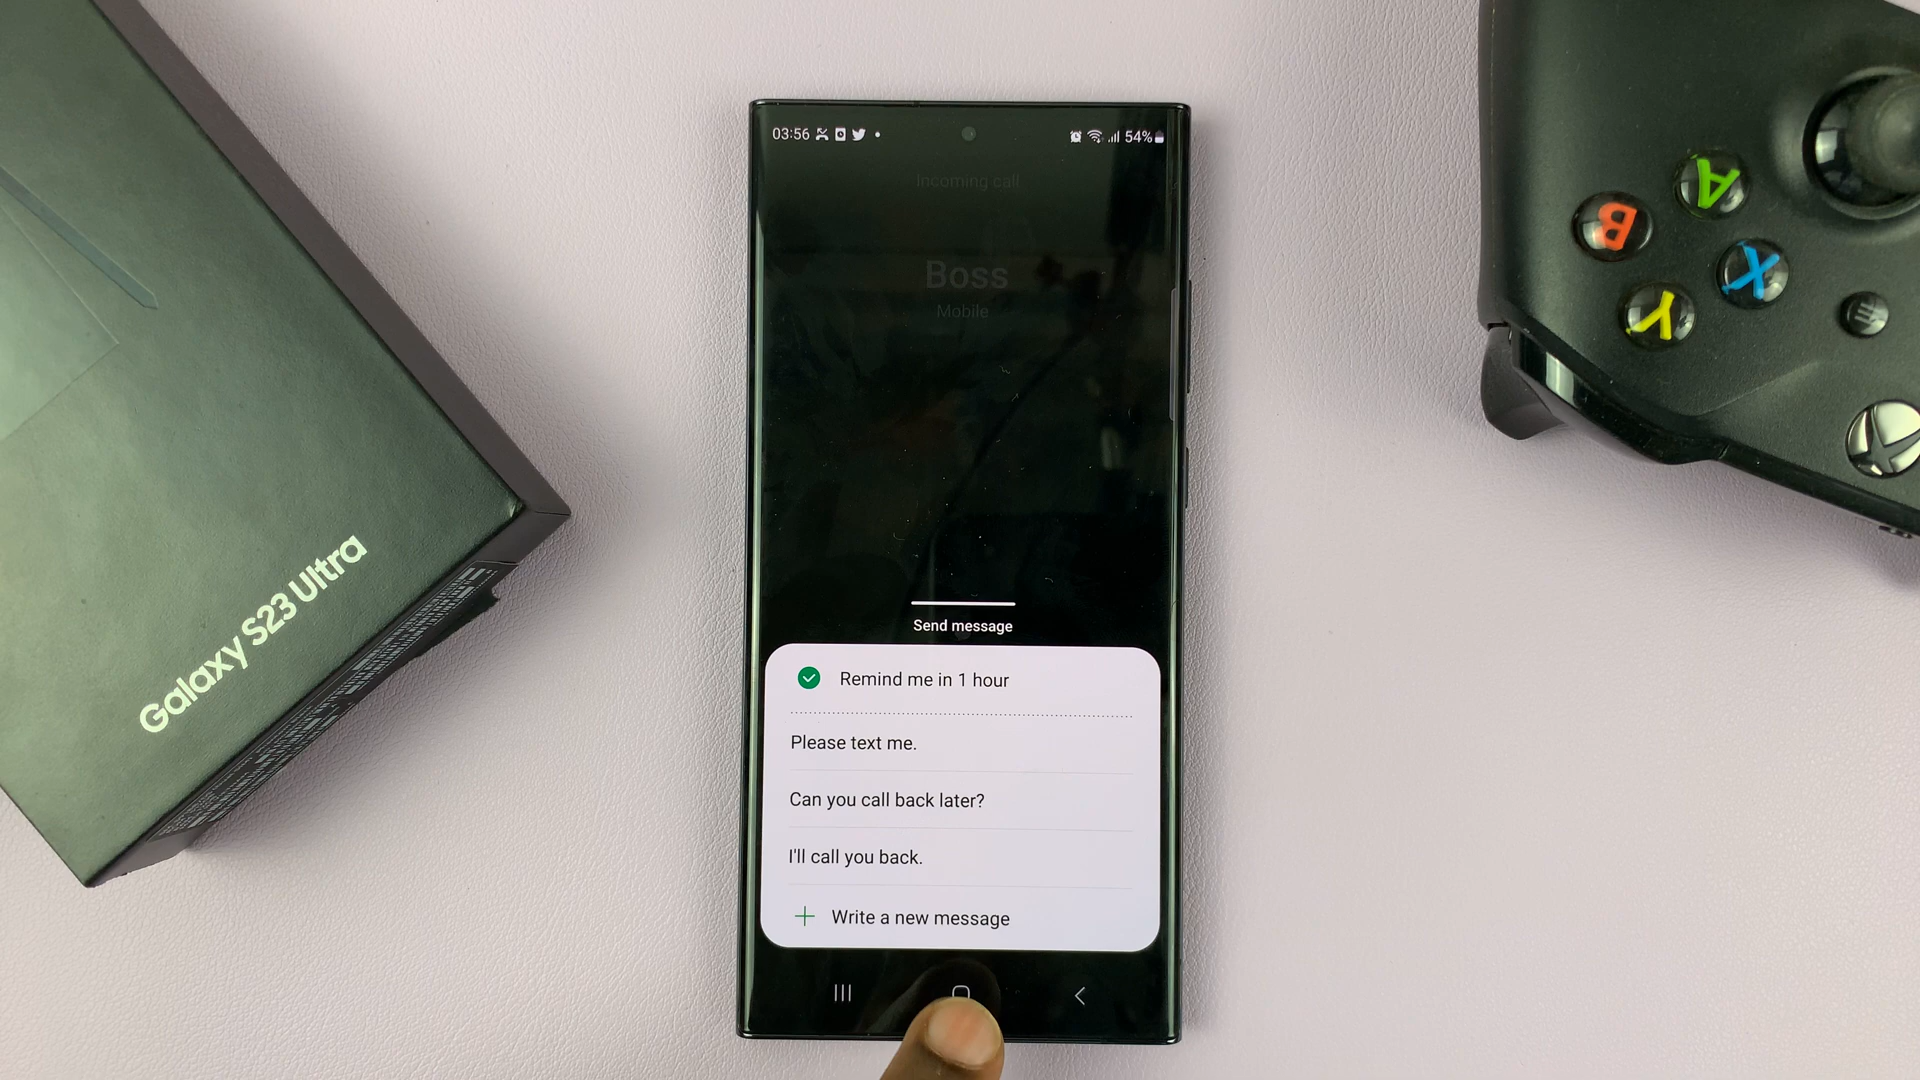 03:56
54%
Incoming call
Boss
Mobile
Send message
Remind me in 1 hour
Please text me.
Can you call back later?
I'll call you back.
Write a new message
Galaxy S23 Ultra
A
B
X
Y